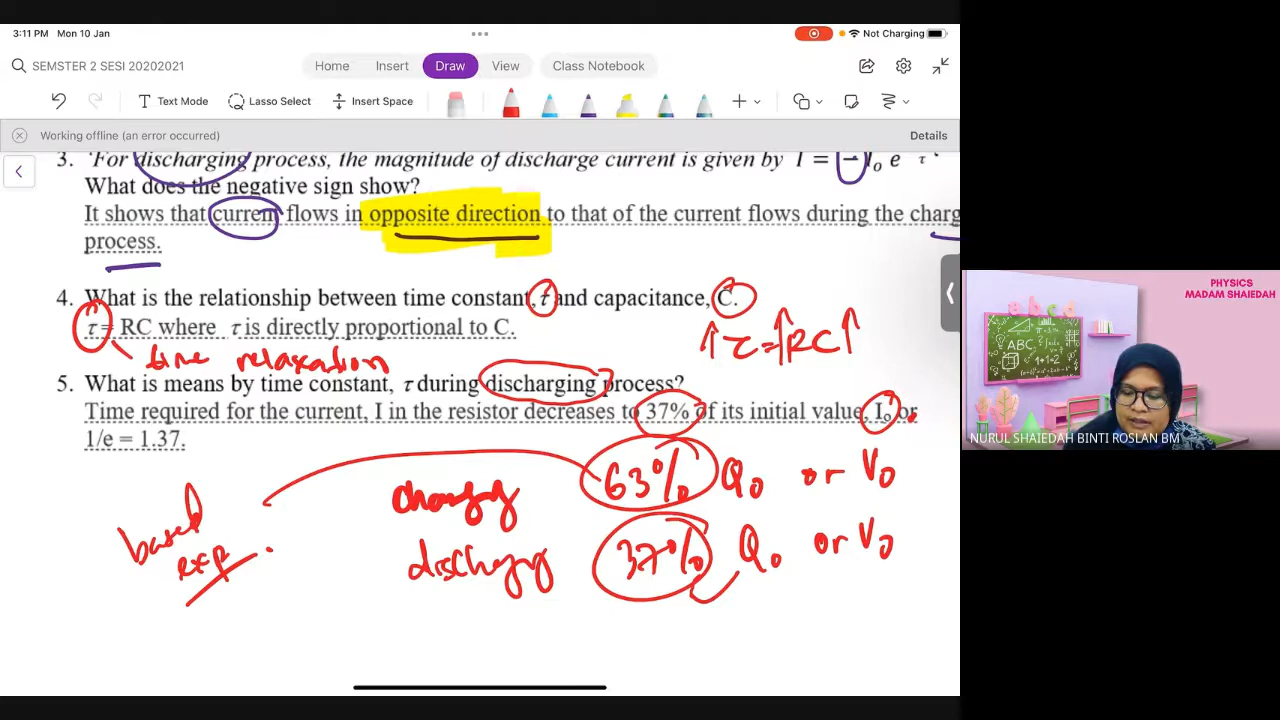 3:11 PM Mon 10 Jan
Not Charging
SEMSTER 2 SESI 20202021
Home Insert Draw View Class Notebook
Text Mode Lasso Select Insert Space
Working offline (an error occurred) Details
3. 'For discharging process, the magnitude of discharge current is given by I = − I₀ e τ
What does the negative sign show?
It shows that current flows in opposite direction to that of the current flows during the charg
process.
4. What is the relationship between time constant, τ and capacitance, C.
τ = RC where τ is directly proportional to C.
↑ τ = ↑RC ↑
time relaxation
5. What is means by time constant, τ during discharging process?
Time required for the current, I in the resistor decreases to 37% of its initial value, I₀ or
1/e = 1.37.
charging 63% Q₀ or V₀
discharging 37% Q₀ or V₀
based
exp
PHYSICS
MADAM SHAIEDAH
a b c d
ABC
1+1=2
NURUL SHAIEDAH BINTI ROSLAN BM